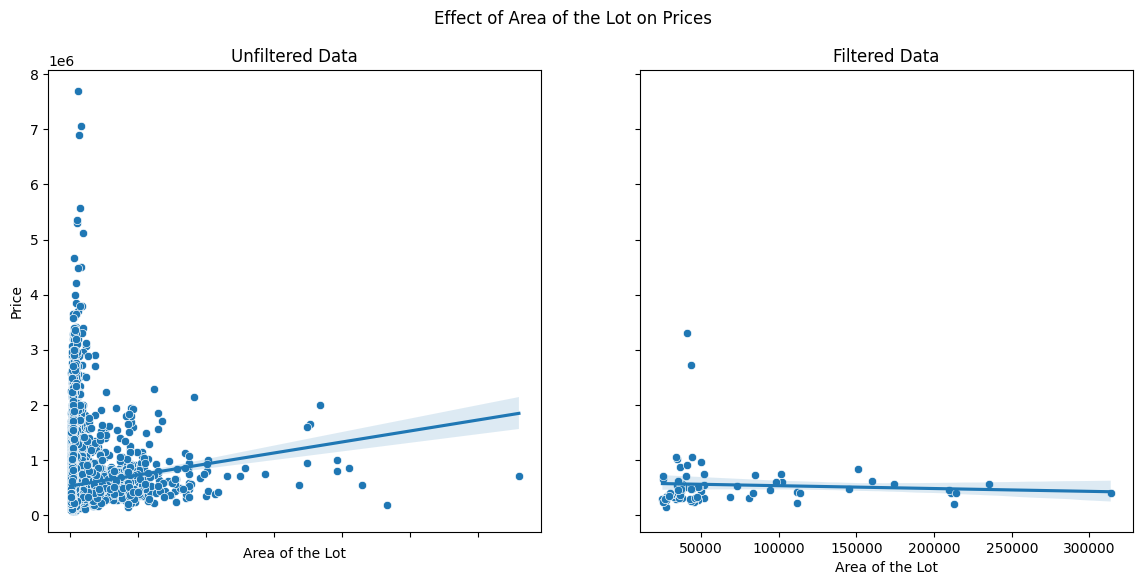 Effect of Area of the Lot on Prices
Unfiltered Data
1e6
8
7
6
5
4
3
2
1
0
Price
Area of the Lot
Filtered Data
50000 100000 150000 200000 250000 300000
Area of the Lot